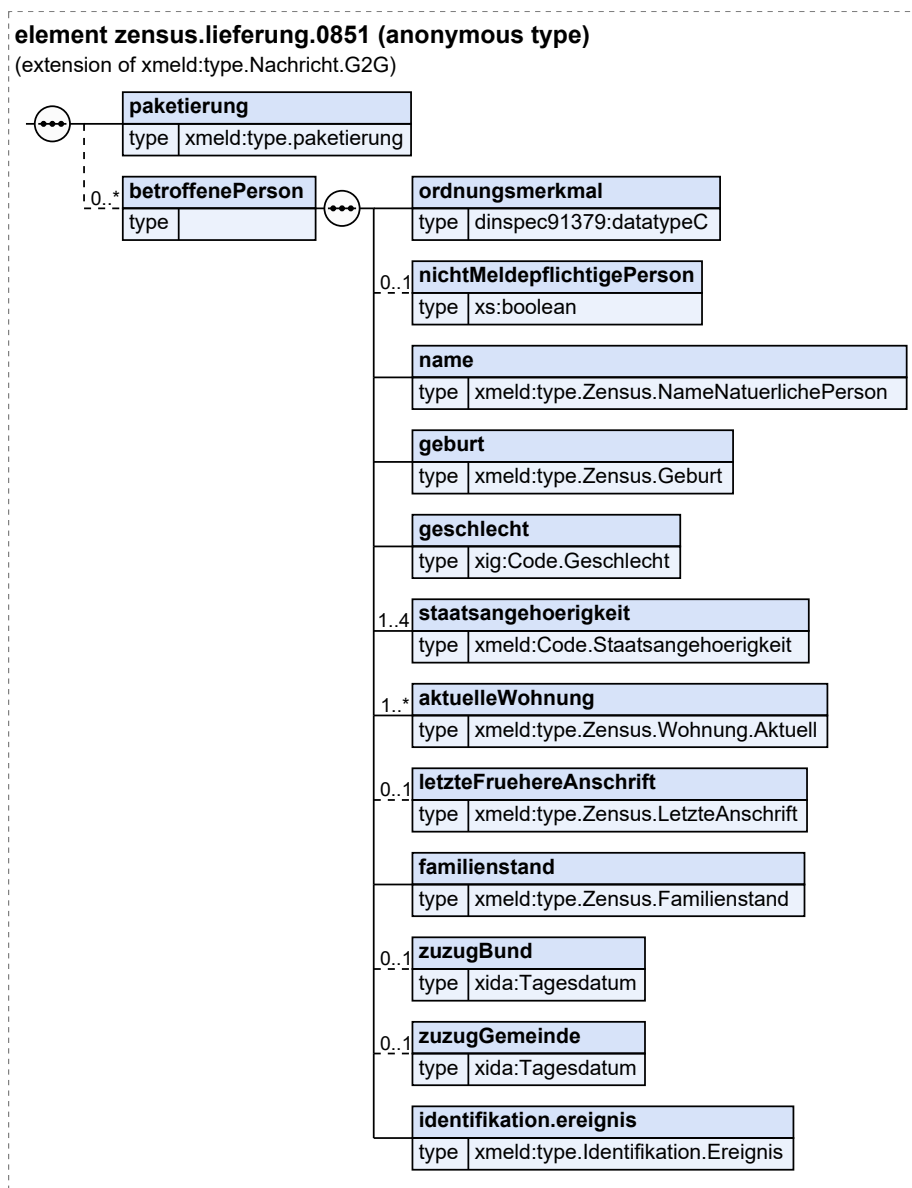 element zensus.lieferung.0851 (anonymous type)
(extension of xmeld:type.Nachricht.G2G)
paketierung
type xmeld:type.paketierung
0..* betroffenePerson
type
ordnungsmerkmal
type dinspec91379:datatypeC
0..1 nichtMeldepflichtigePerson
type xs:boolean
name
type xmeld:type.Zensus.NameNatuerlichePerson
geburt
type xmeld:type.Zensus.Geburt
geschlecht
type xig:Code.Geschlecht
1..4 staatsangehoerigkeit
type xmeld:Code.Staatsangehoerigkeit
1..* aktuelleWohnung
type xmeld:type.Zensus.Wohnung.Aktuell
0..1 letzteFruehereAnschrift
type xmeld:type.Zensus.LetzteAnschrift
familienstand
type xmeld:type.Zensus.Familienstand
0..1 zuzugBund
type xida:Tagesdatum
0..1 zuzugGemeinde
type xida:Tagesdatum
identifikation.ereignis
type xmeld:type.Identifikation.Ereignis